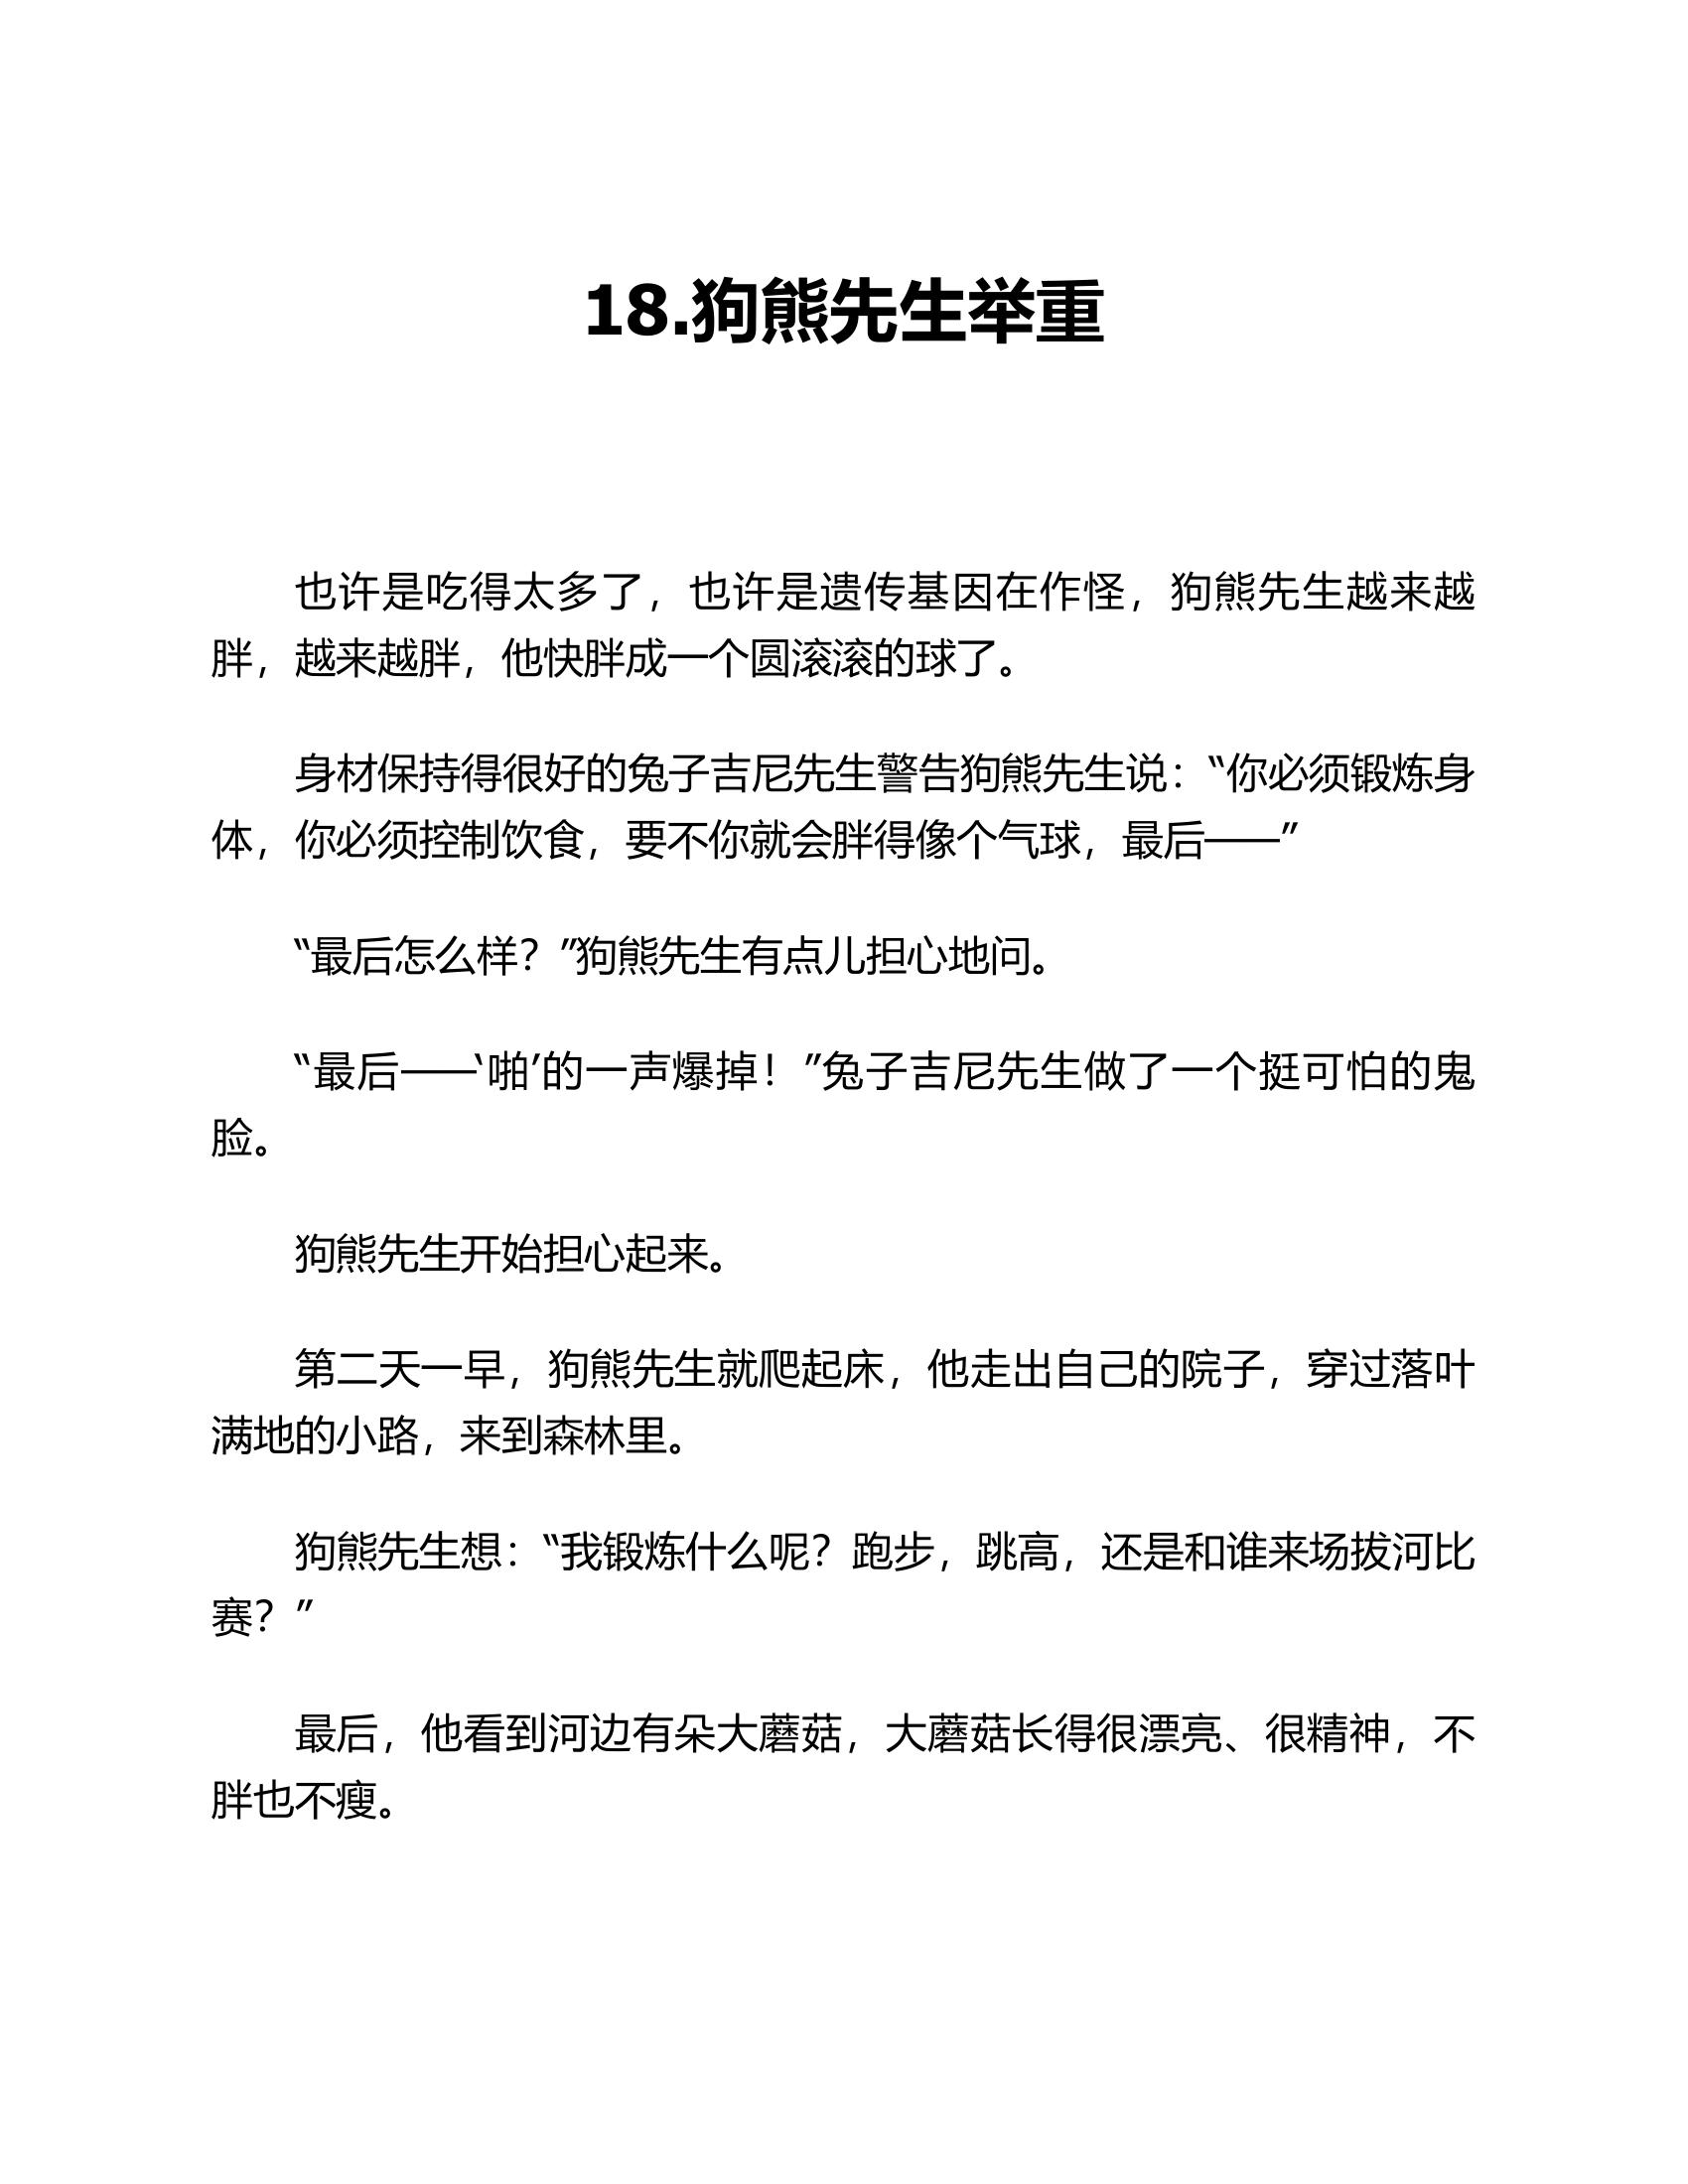 18.狗熊先生举重
也许是吃得太多了，也许是遗传基因在作怪，狗熊先生越来越
胖，越来越胖，他快胖成一个圆滚滚的球了。
身材保持得很好的兔子吉尼先生警告狗熊先生说：“你必须锻炼身
体，你必须控制饮食，要不你就会胖得像个气球，最后——”
“最后怎么样？”狗熊先生有点儿担心地问。
“最后——‘啪’的一声爆掉！”兔子吉尼先生做了一个挺可怕的鬼
脸。
狗熊先生开始担心起来。
第二天一早，狗熊先生就爬起床，他走出自己的院子，穿过落叶
满地的小路，来到森林里。
狗熊先生想：“我锻炼什么呢？跑步，跳高，还是和谁来场拔河比
赛？”
最后，他看到河边有朵大蘑菇，大蘑菇长得很漂亮、很精神，不
胖也不瘦。